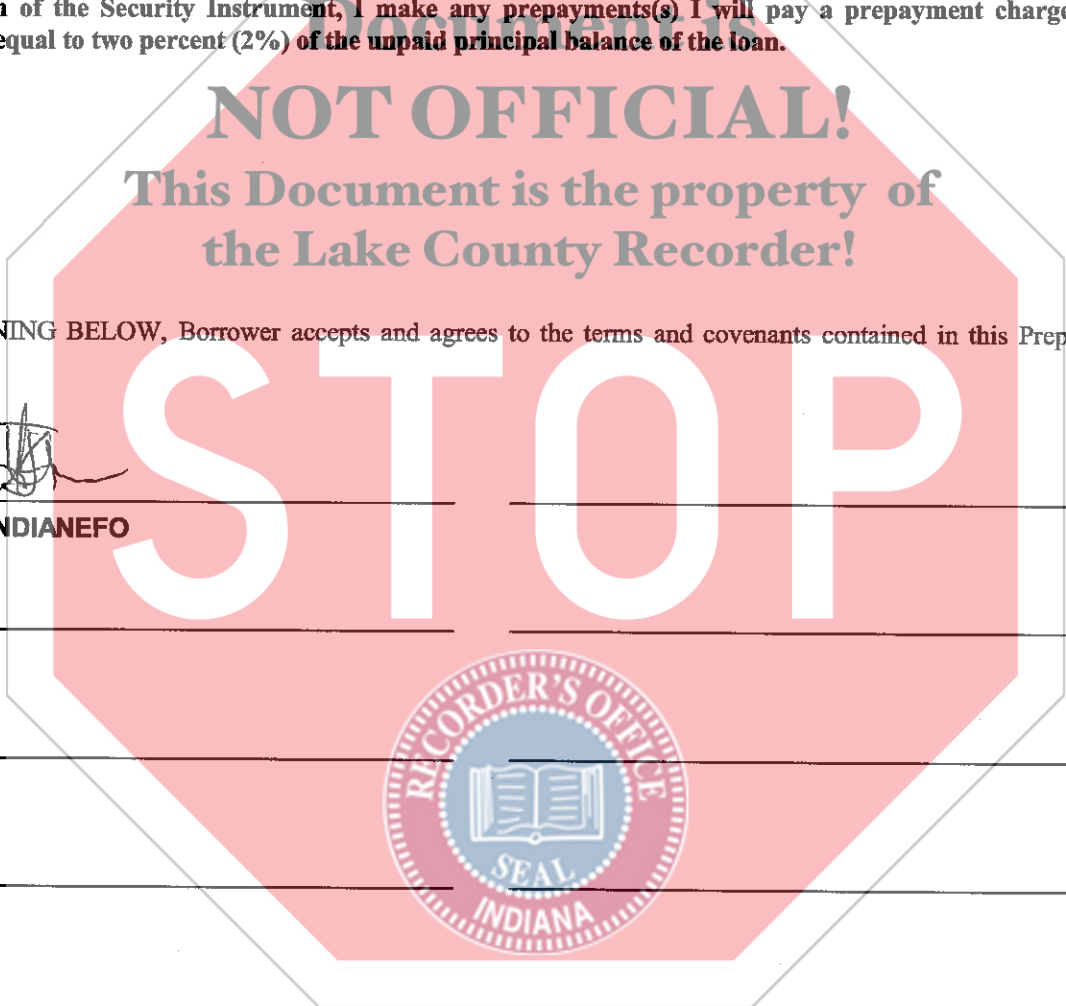 n of the Security Instrument, I make any prepayments(s) I will pay a prepayment charge
Document is
equal to two percent (2%) of the unpaid principal balance of the loan.
NOT OFFICIAL!
This Document is the property of
the Lake County Recorder!
NING BELOW, Borrower accepts and agrees to the terms and covenants contained in this Prep
STOP
NDIANEFO
RECORDER'S OFFICE
SEAL
INDIANA